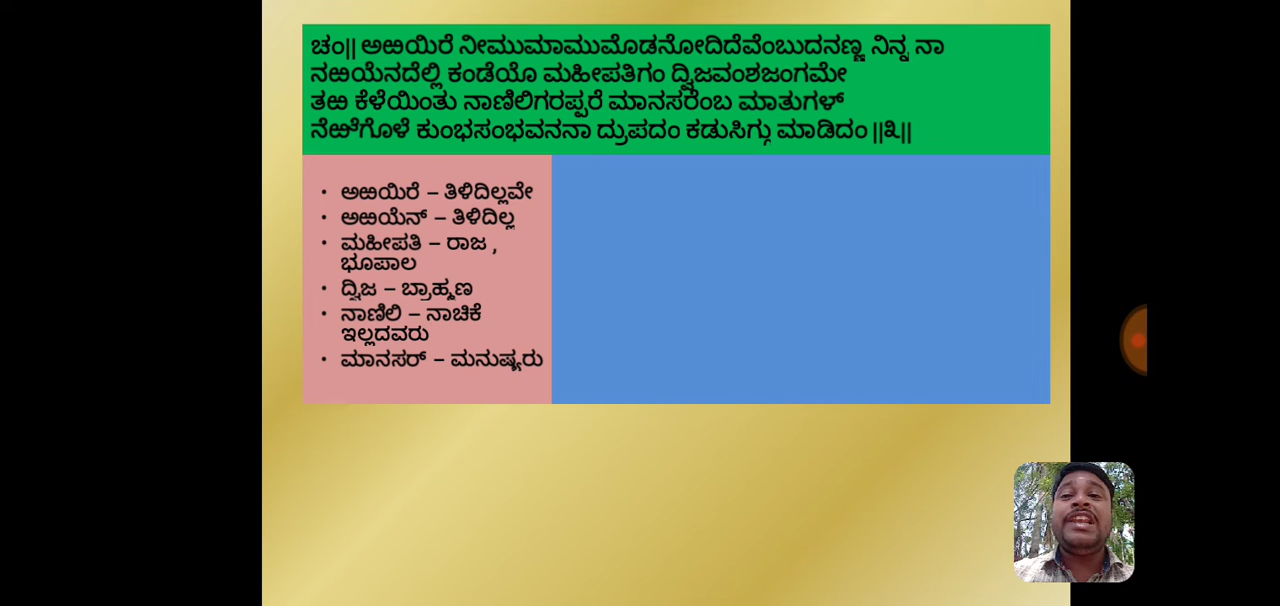 ಚಂ|| ಅಱಿಯಿರೆ ನೀಮುಮಾಮುಮೊಡನೋದಿದೆವೆಂಬುದನಣ್ಣ ನಿನ್ನ ನಾ
ನಱಿಯೆನದೆಲ್ಲಿ ಕಂಡೆಯೊ ಮಹೀಪತಿಗಂ ದ್ವಿಜವಂಶಜಂಗಮೇ
ತಱ ಕೆಳೆಯಿಂತು ನಾಣಿಲಿಗರಪ್ಪರೆ ಮಾನಸರೆಂಬ ಮಾತುಗಳ್
ನೆಱೆಗೊಳೆ ಕುಂಭಸಂಭವನನಾ ದ್ರುಪದಂ ಕಡುಸಿಗ್ಗು ಮಾಡಿದಂ ||೩||
• ಅಱಿಯಿರೆ – ತಿಳಿದಿಲ್ಲವೇ
• ಅಱಿಯೆನ್ – ತಿಳಿದಿಲ್ಲ
• ಮಹೀಪತಿ – ರಾಜ ,
ಭೂಪಾಲ
• ದ್ವಿಜ – ಬ್ರಾಹ್ಮಣ
• ನಾಣಿಲಿ – ನಾಚಿಕೆ
ಇಲ್ಲದವರು
• ಮಾನಸರ್ – ಮನುಷ್ಯರು